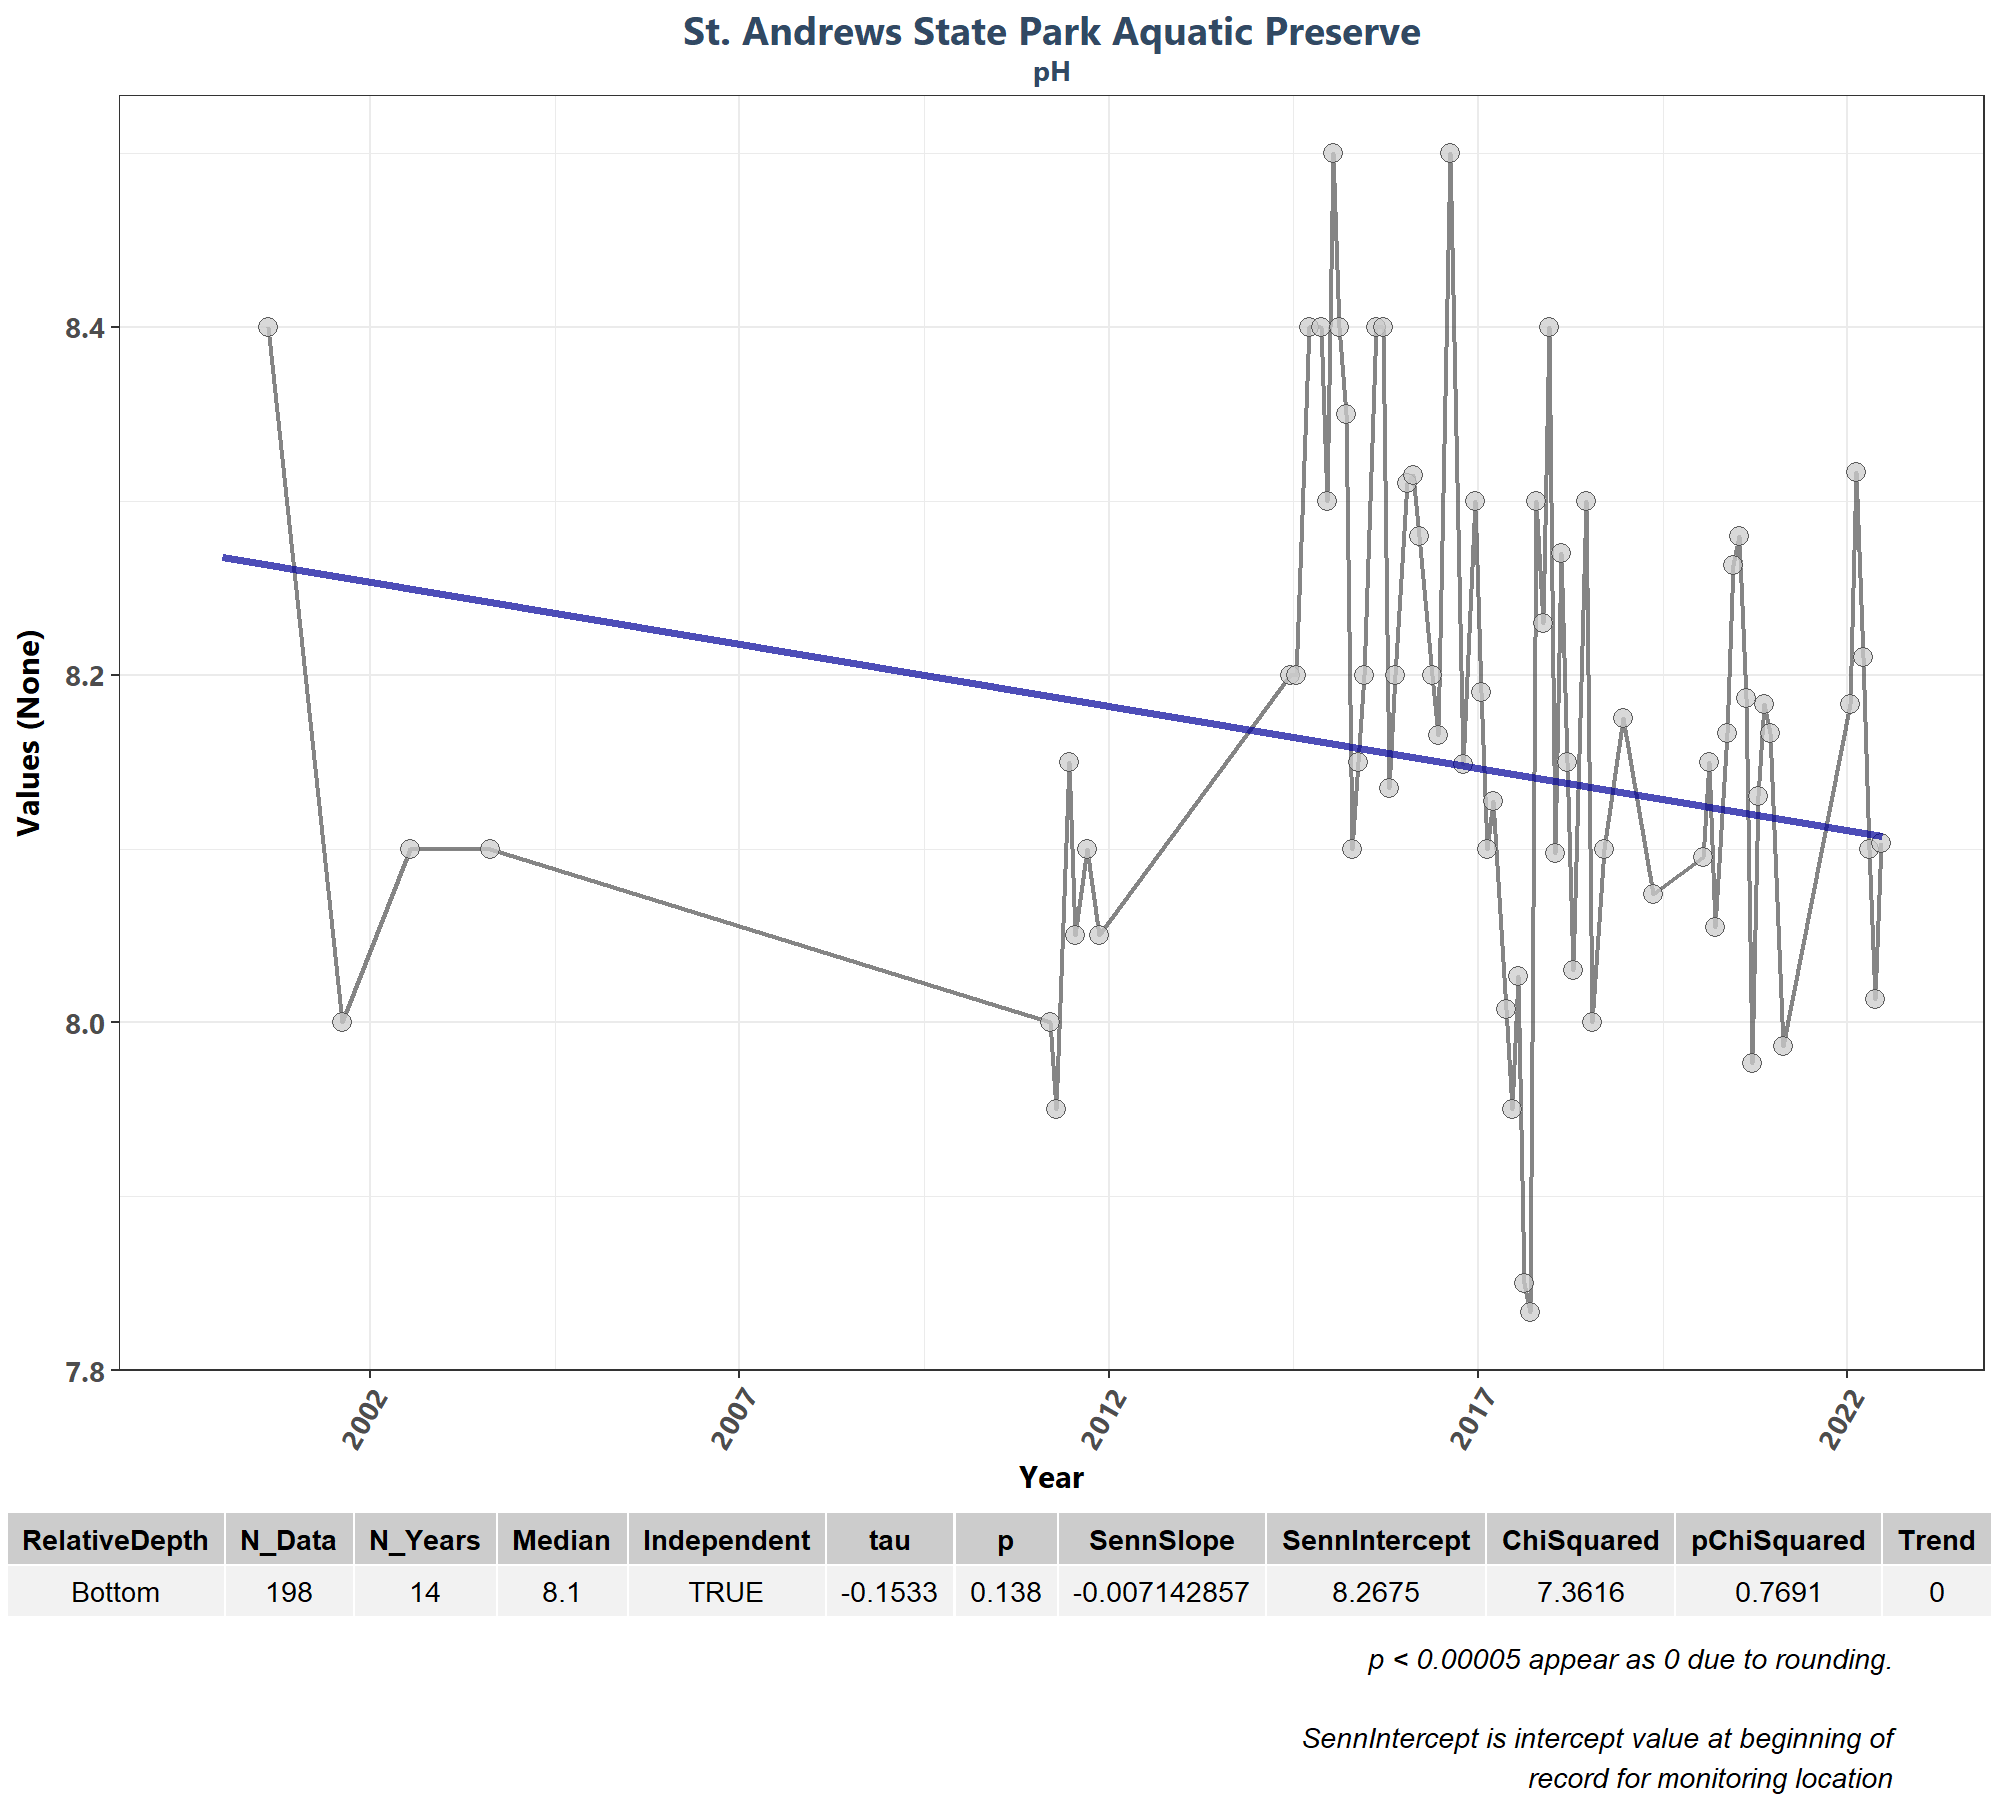 St. Andrews State Park Aquatic Preserve
pH
Values (None)
8.4
8.2
8.0
7.8
2002 2007 2012 2017 2022
Year
RelativeDepth N_Data N_Years Median Independent tau p SennSlope SennIntercept ChiSquared pChiSquared Trend
Bottom 198 14 8.1 TRUE -0.1533 0.138 -0.007142857 8.2675 7.3616 0.7691 0
p < 0.00005 appear as 0 due to rounding.
SennIntercept is intercept value at beginning of
record for monitoring location